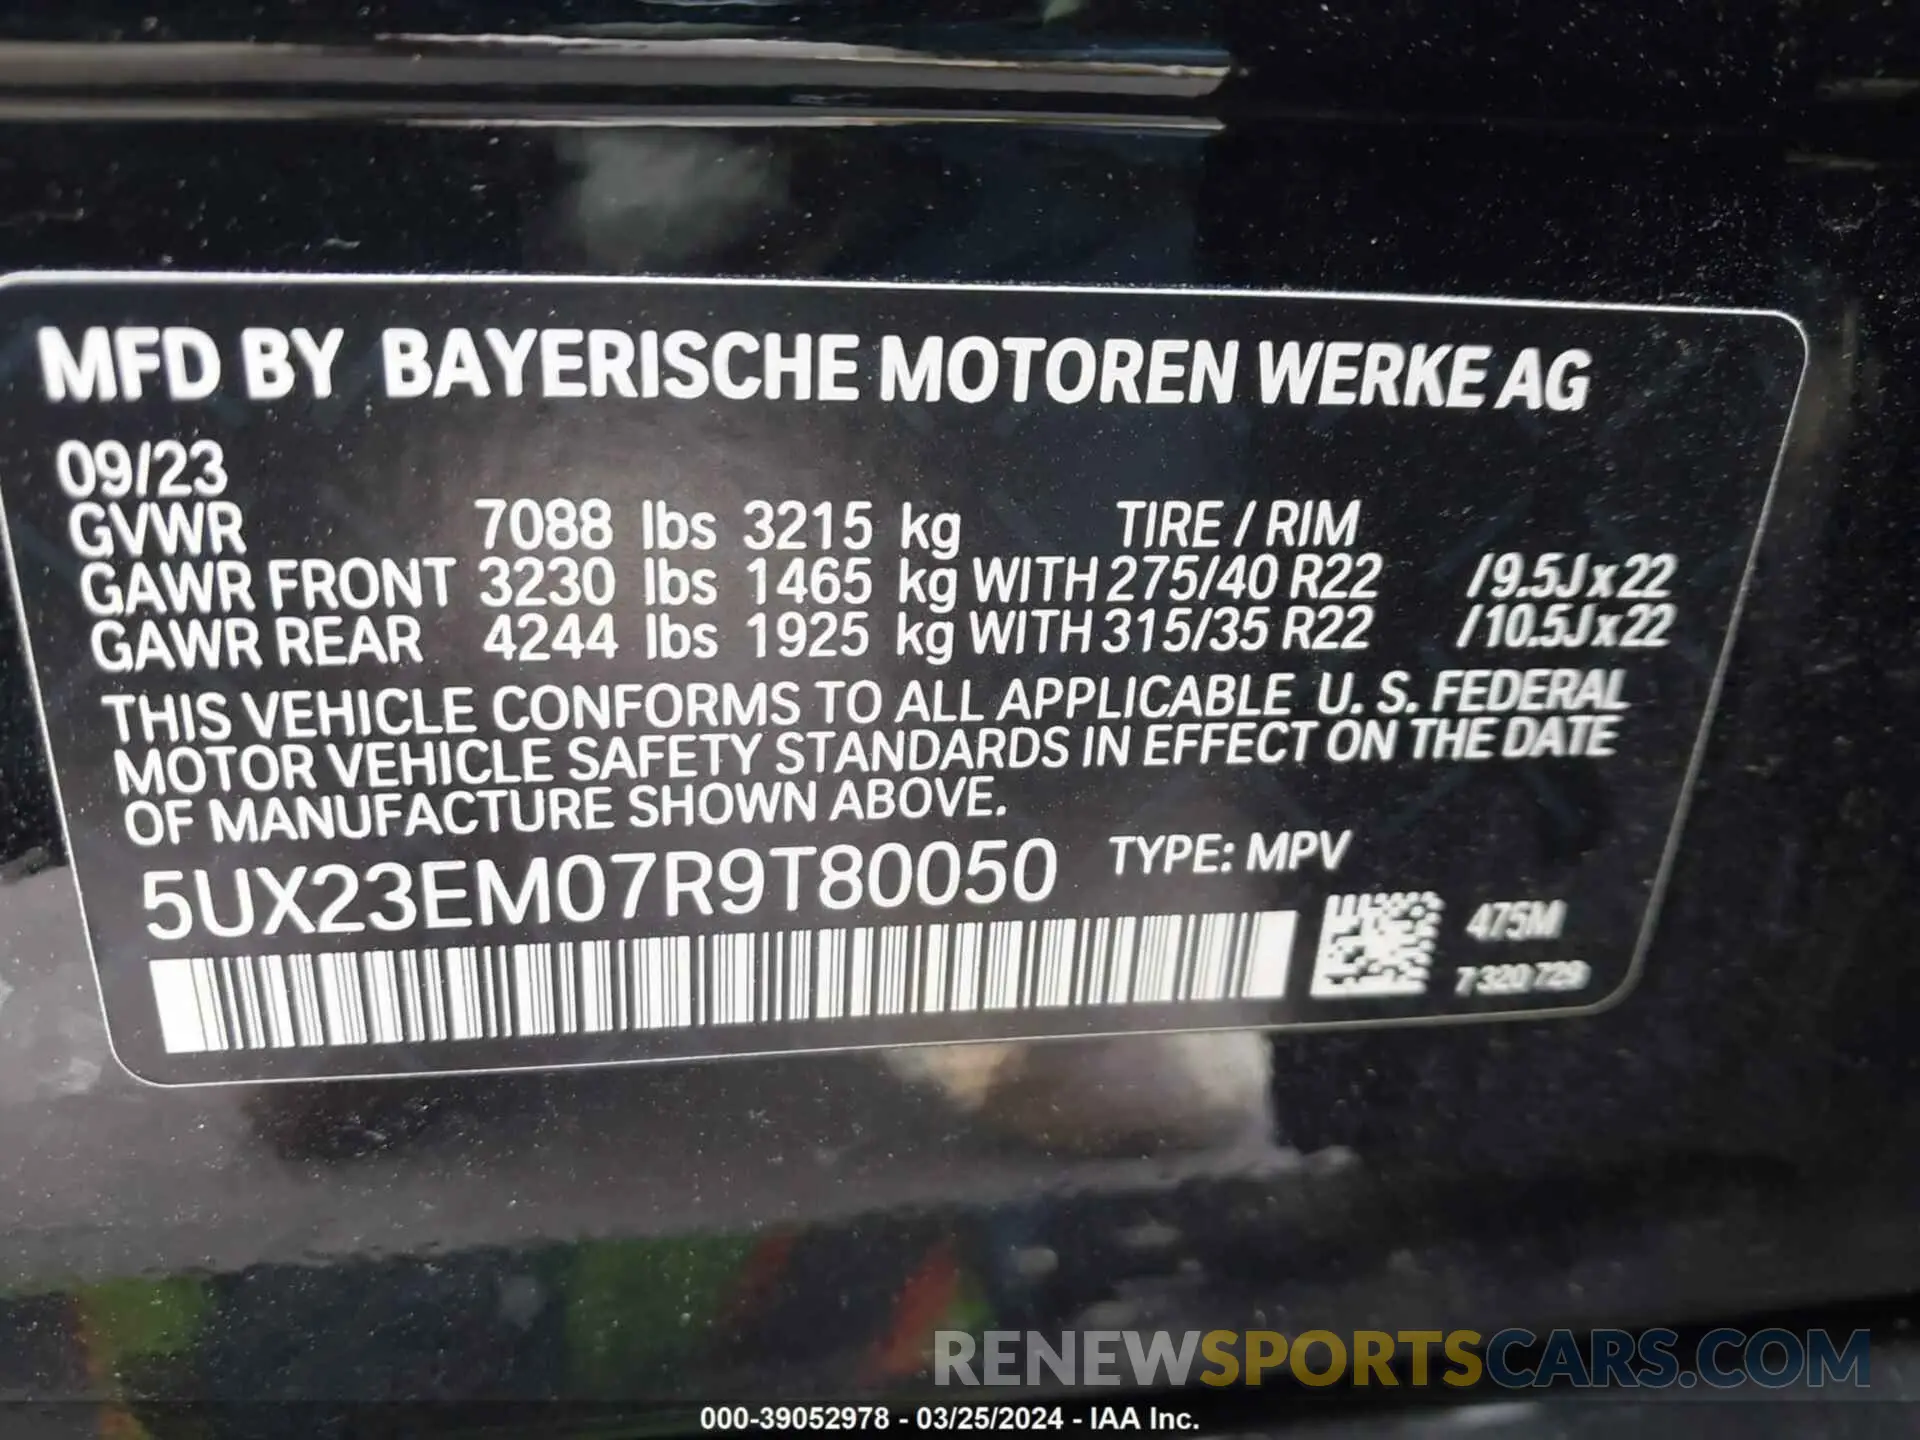 MFD BY BAYERISCHE MOTOREN WERKE AG
09/23
GVWR 7088 lbs 3215 kg TIRE / RIM
GAWR FRONT 3230 lbs 1465 kg WITH 275/40 R22 /9.5Jx22
GAWR REAR 4244 lbs 1925 kg WITH 315/35 R22 /10.5Jx22
THIS VEHICLE CONFORMS TO ALL APPLICABLE U. S. FEDERAL
MOTOR VEHICLE SAFETY STANDARDS IN EFFECT ON THE DATE
OF MANUFACTURE SHOWN ABOVE.
5UX23EM07R9T80050 TYPE: MPV
475M
7320729
RENEWSPORTSCARS.COM
000-39052978 - 03/25/2024 - IAA Inc.